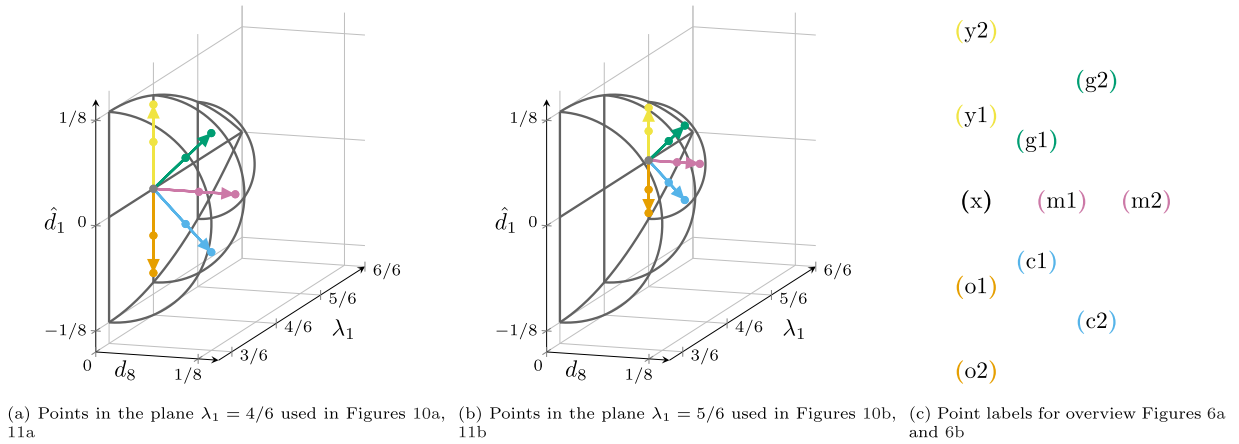 1/8
d̂₁
0
−1/8
0
d₈
1/8
3/6
4/6
5/6
6/6
λ₁
1/8
d̂₁
0
−1/8
0
d₈
1/8
3/6
4/6
5/6
6/6
λ₁
(y2)
(g2)
(y1)
(g1)
(x) (m1) (m2)
(c1)
(o1)
(c2)
(o2)
(a) Points in the plane λ₁ = 4/6 used in Figures 10a,
11a
(b) Points in the plane λ₁ = 5/6 used in Figures 10b,
11b
(c) Point labels for overview Figures 6a
and 6b